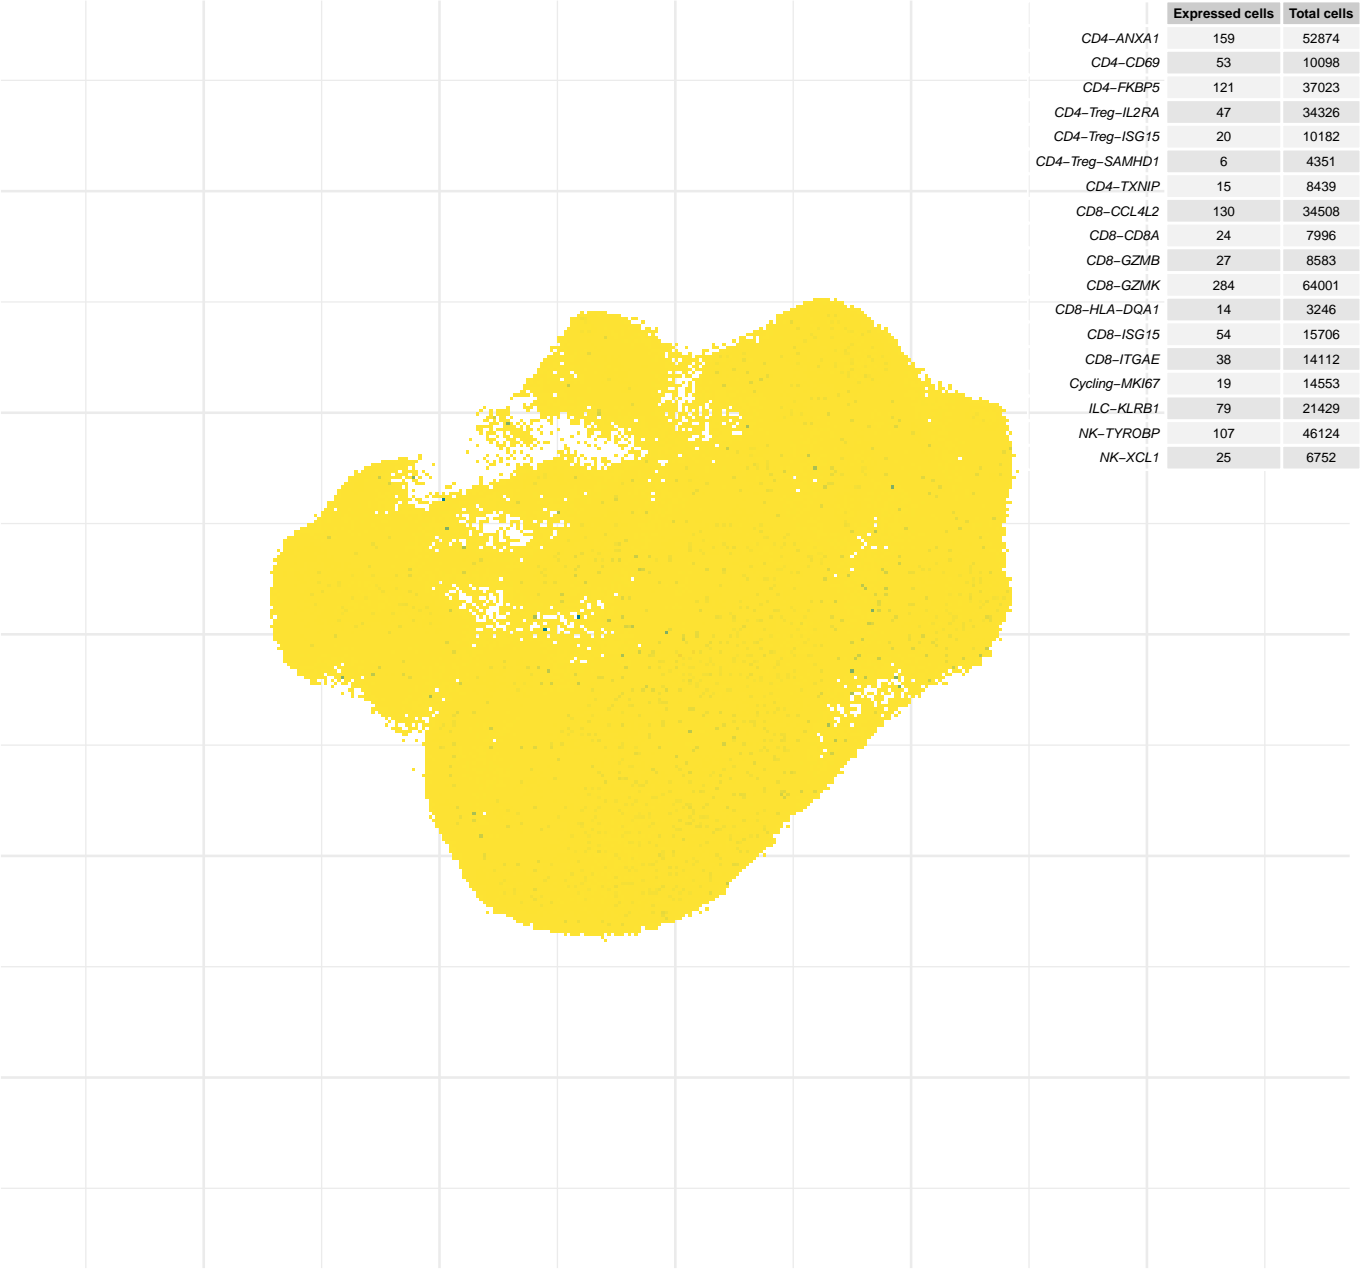 Expressed cells Total cells
CD4−ANXA1 159 52874
CD4−CD69 53 10098
CD4−FKBP5 121 37023
CD4−Treg−IL2RA 47 34326
CD4−Treg−ISG15 20 10182
CD4−Treg−SAMHD1 6 4351
CD4−TXNIP 15 8439
CD8−CCL4L2 130 34508
CD8−CD8A 24 7996
CD8−GZMB 27 8583
CD8−GZMK 284 64001
CD8−HLA−DQA1 14 3246
CD8−ISG15 54 15706
CD8−ITGAE 38 14112
Cycling−MKI67 19 14553
ILC−KLRB1 79 21429
NK−TYROBP 107 46124
NK−XCL1 25 6752